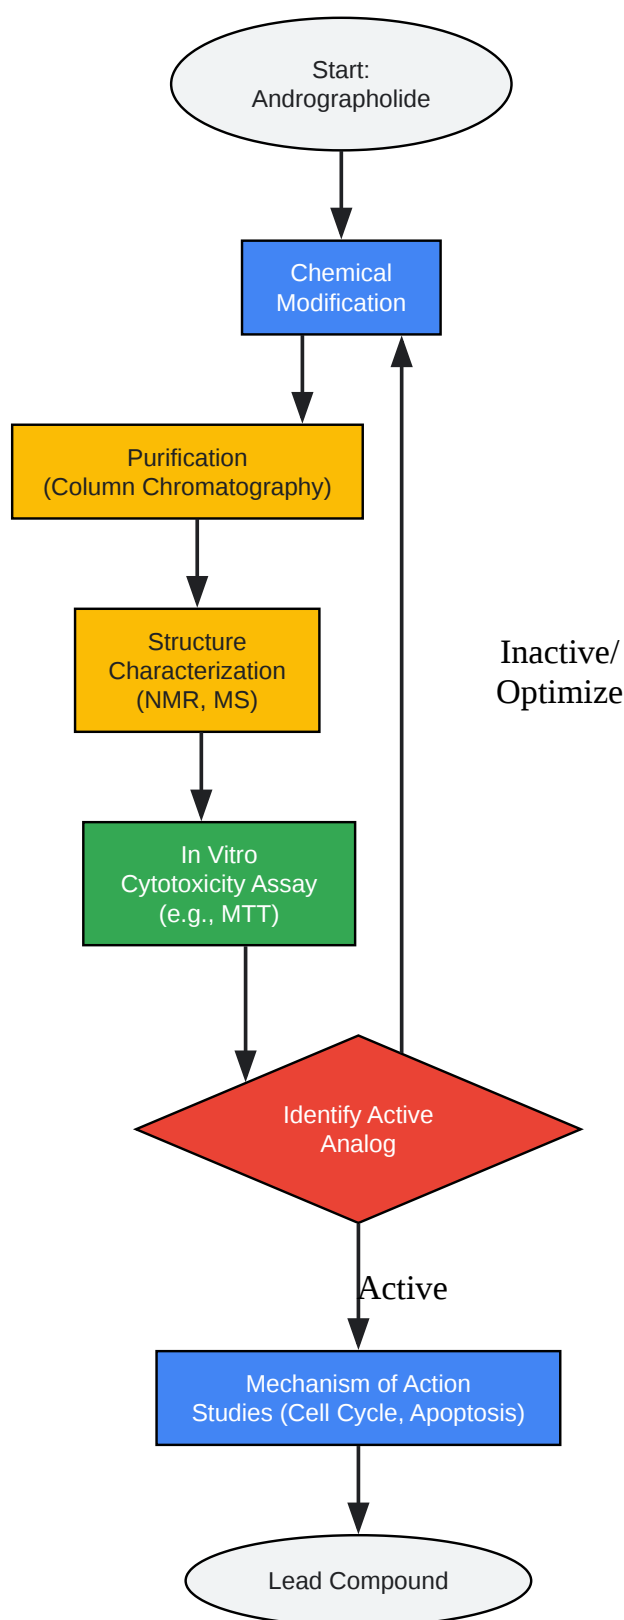 Start:
Andrographolide
Chemical
Modification
Purification
(Column Chromatography)
Structure
Characterization
(NMR, MS)
Inactive/
Optimize
In Vitro
Cytotoxicity Assay
(e.g., MTT)
Identify Active
Analog
Active
Mechanism of Action
Studies (Cell Cycle, Apoptosis)
Lead Compound